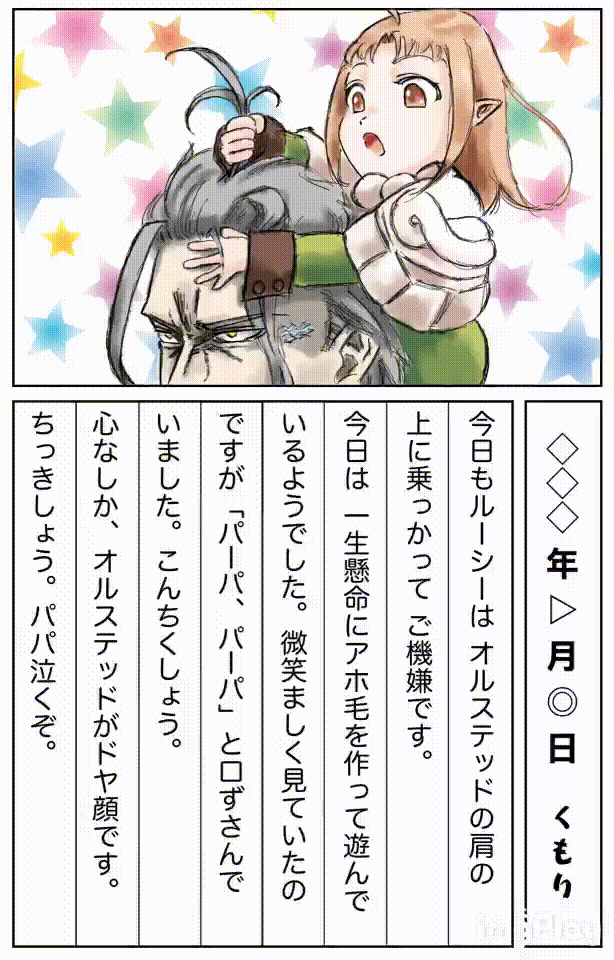 ◇◇◇年▷月◎日 くもり
今日もルーシーは オルステッドの肩の
上に乗っかって ご機嫌です。
今日は 一生懸命にアホ毛を作って遊んで
いるようでした。微笑ましく見ていたの
ですが「パーパ、パーパ」と口ずさんで
いました。こんちくしょう。
心なしか、オルステッドがドヤ顔です。
ちっきしょう。パパ泣くぞ。
imgPlay